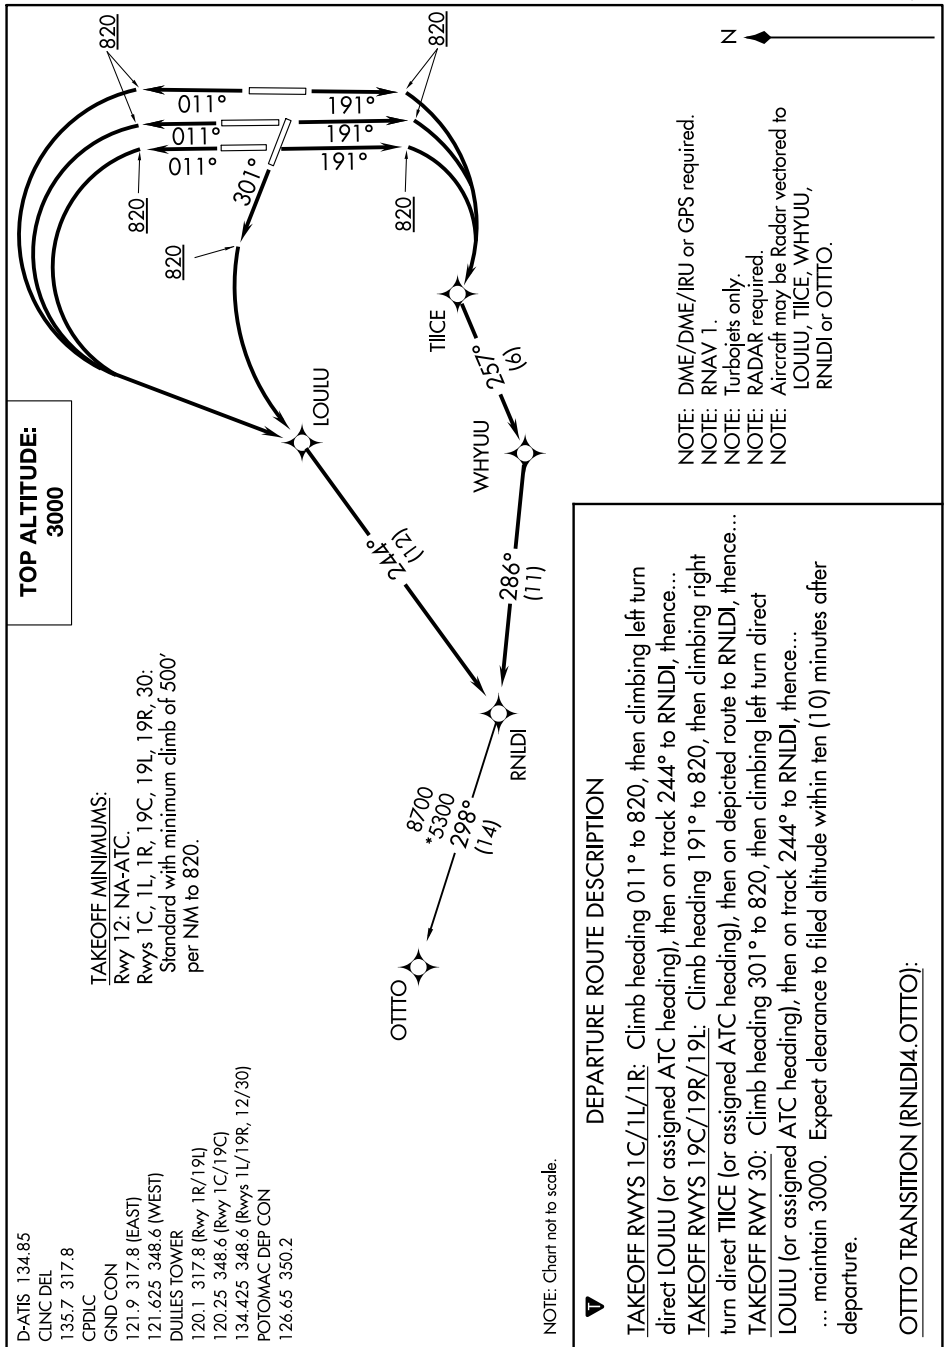 D-ATIS 134.85
CLNC DEL
135.7 317.8
CPDLC
GND CON
121.9 317.8 (EAST)
121.625 348.6 (WEST)
DULLES TOWER
120.1 317.8 (Rwy 1R/19L)
120.25 348.6 (Rwy 1C/19C)
134.425 348.6 (Rwys 1L/19R, 12/30)
POTOMAC DEP CON
126.65 350.2
TAKEOFF MINIMUMS:
Rwy 12: NA-ATC.
Rwys 1C, 1L, 1R, 19C, 19L, 19R, 30:
Standard with minimum climb of 500'
per NM to 820.
TOP ALTITUDE:
3000
820
820
820
820
820
011°
011°
011°
191°
191°
191°
301°
LOULU
TIICE
257°
(6)
WHYUU
244°
(12)
286°
(11)
RNLDI
8700
*5300
298°
(14)
OTTTO
N
NOTE: Chart not to scale.
NOTE: DME/DME/IRU or GPS required.
NOTE: RNAV 1.
NOTE: Turbojets only.
NOTE: RADAR required.
NOTE: Aircraft may be Radar vectored to
LOULU, TIICE, WHYUU,
RNLDI or OTTTO.
T
DEPARTURE ROUTE DESCRIPTION
TAKEOFF RWYS 1C/1L/1R: Climb heading 011° to 820, then climbing left turn
direct LOULU (or assigned ATC heading), then on track 244° to RNLDI, thence...
TAKEOFF RWYS 19C/19R/19L: Climb heading 191° to 820, then climbing right
turn direct TIICE (or assigned ATC heading), then on depicted route to RNLDI, thence...
TAKEOFF RWY 30: Climb heading 301° to 820, then climbing left turn direct
LOULU (or assigned ATC heading), then on track 244° to RNLDI, thence...
... maintain 3000. Expect clearance to filed altitude within ten (10) minutes after
departure.
OTTTO TRANSITION (RNLDI4.OTTTO):